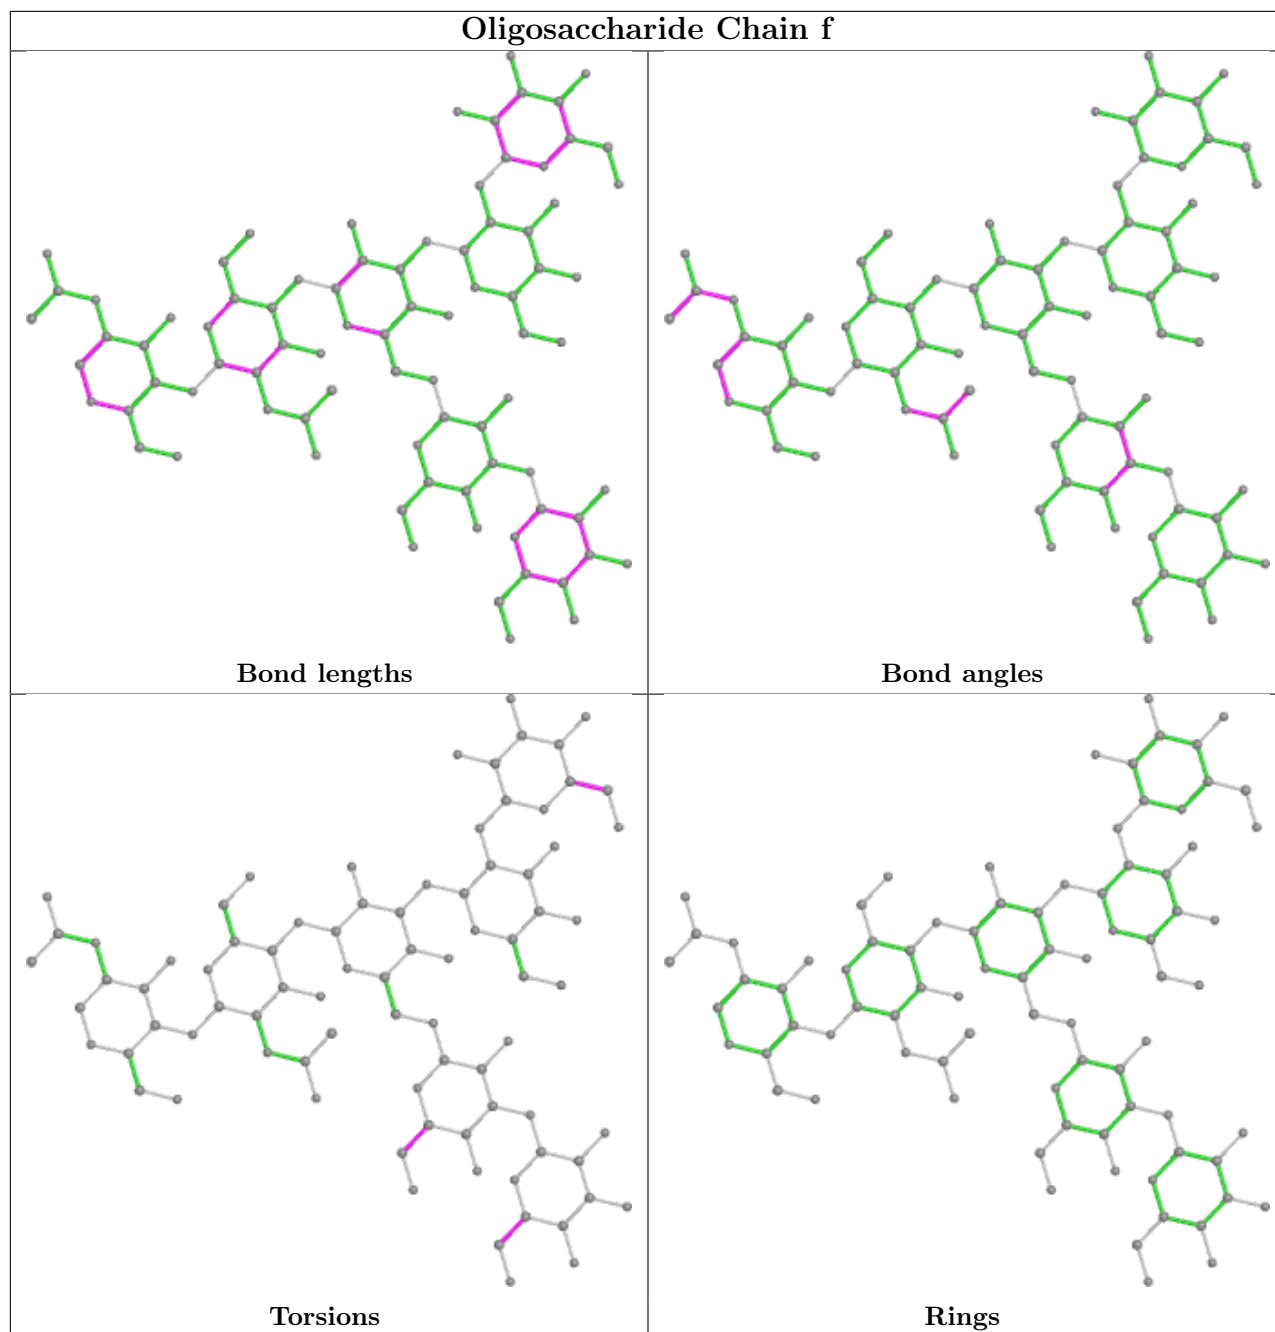 Oligosaccharide Chain f
Bond lengths
Bond angles
Torsions
Rings